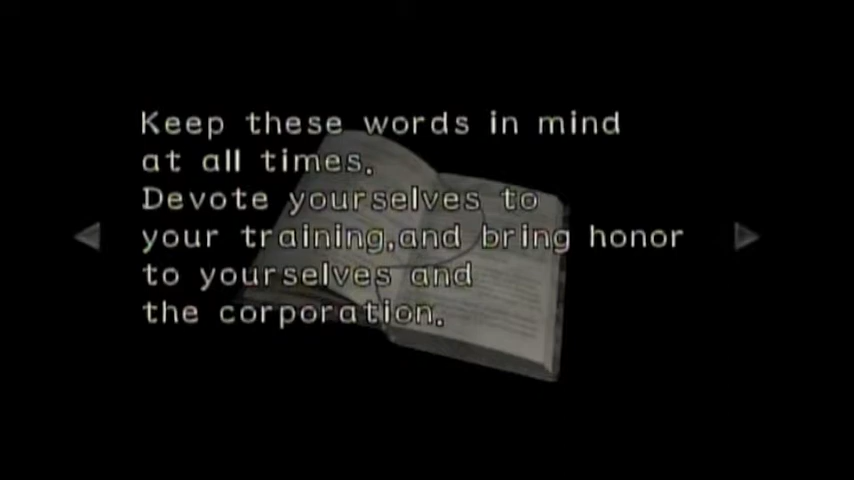 Keep these words in mind
at all times.
Devote yourselves to
your training,and bring honor
to yourselves and
the corporation.